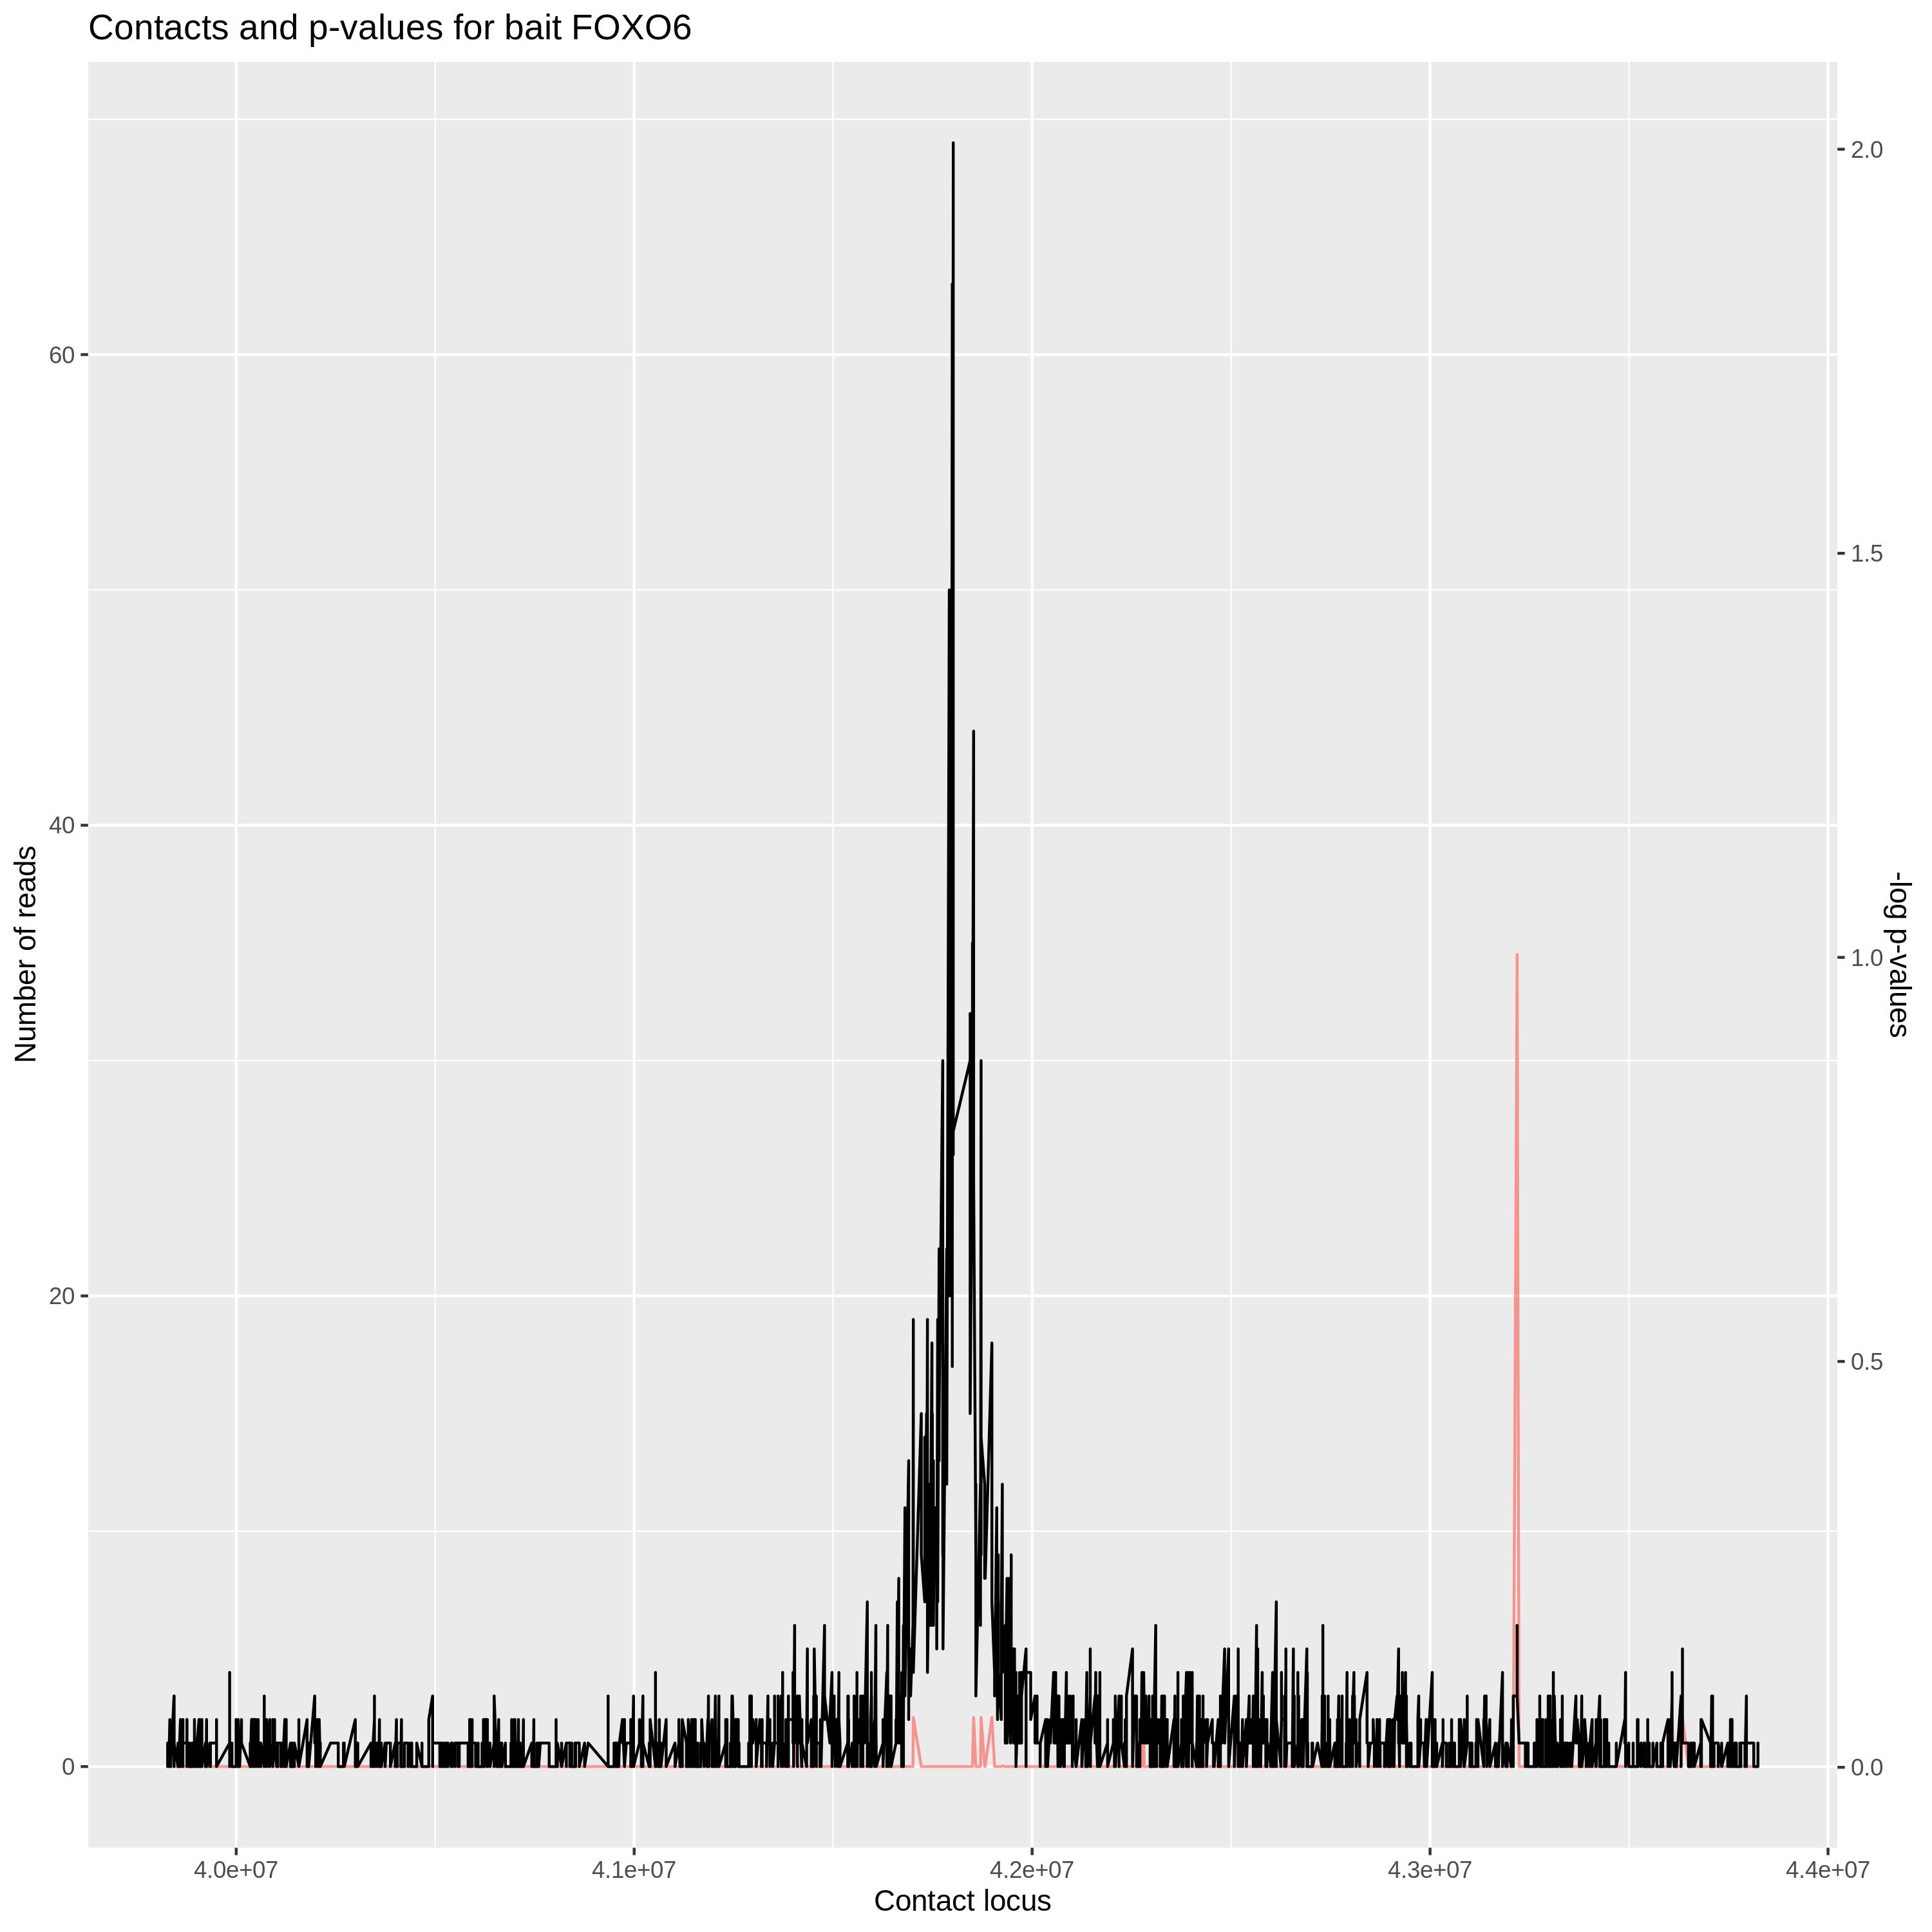 Contacts and p-values for bait FOXO6
2.0
60
1.5
40
Number of reads
-log p-values
1.0
20
0.5
0
0.0
4.0e+07
4.1e+07
4.2e+07
4.3e+07
4.4e+07
Contact locus